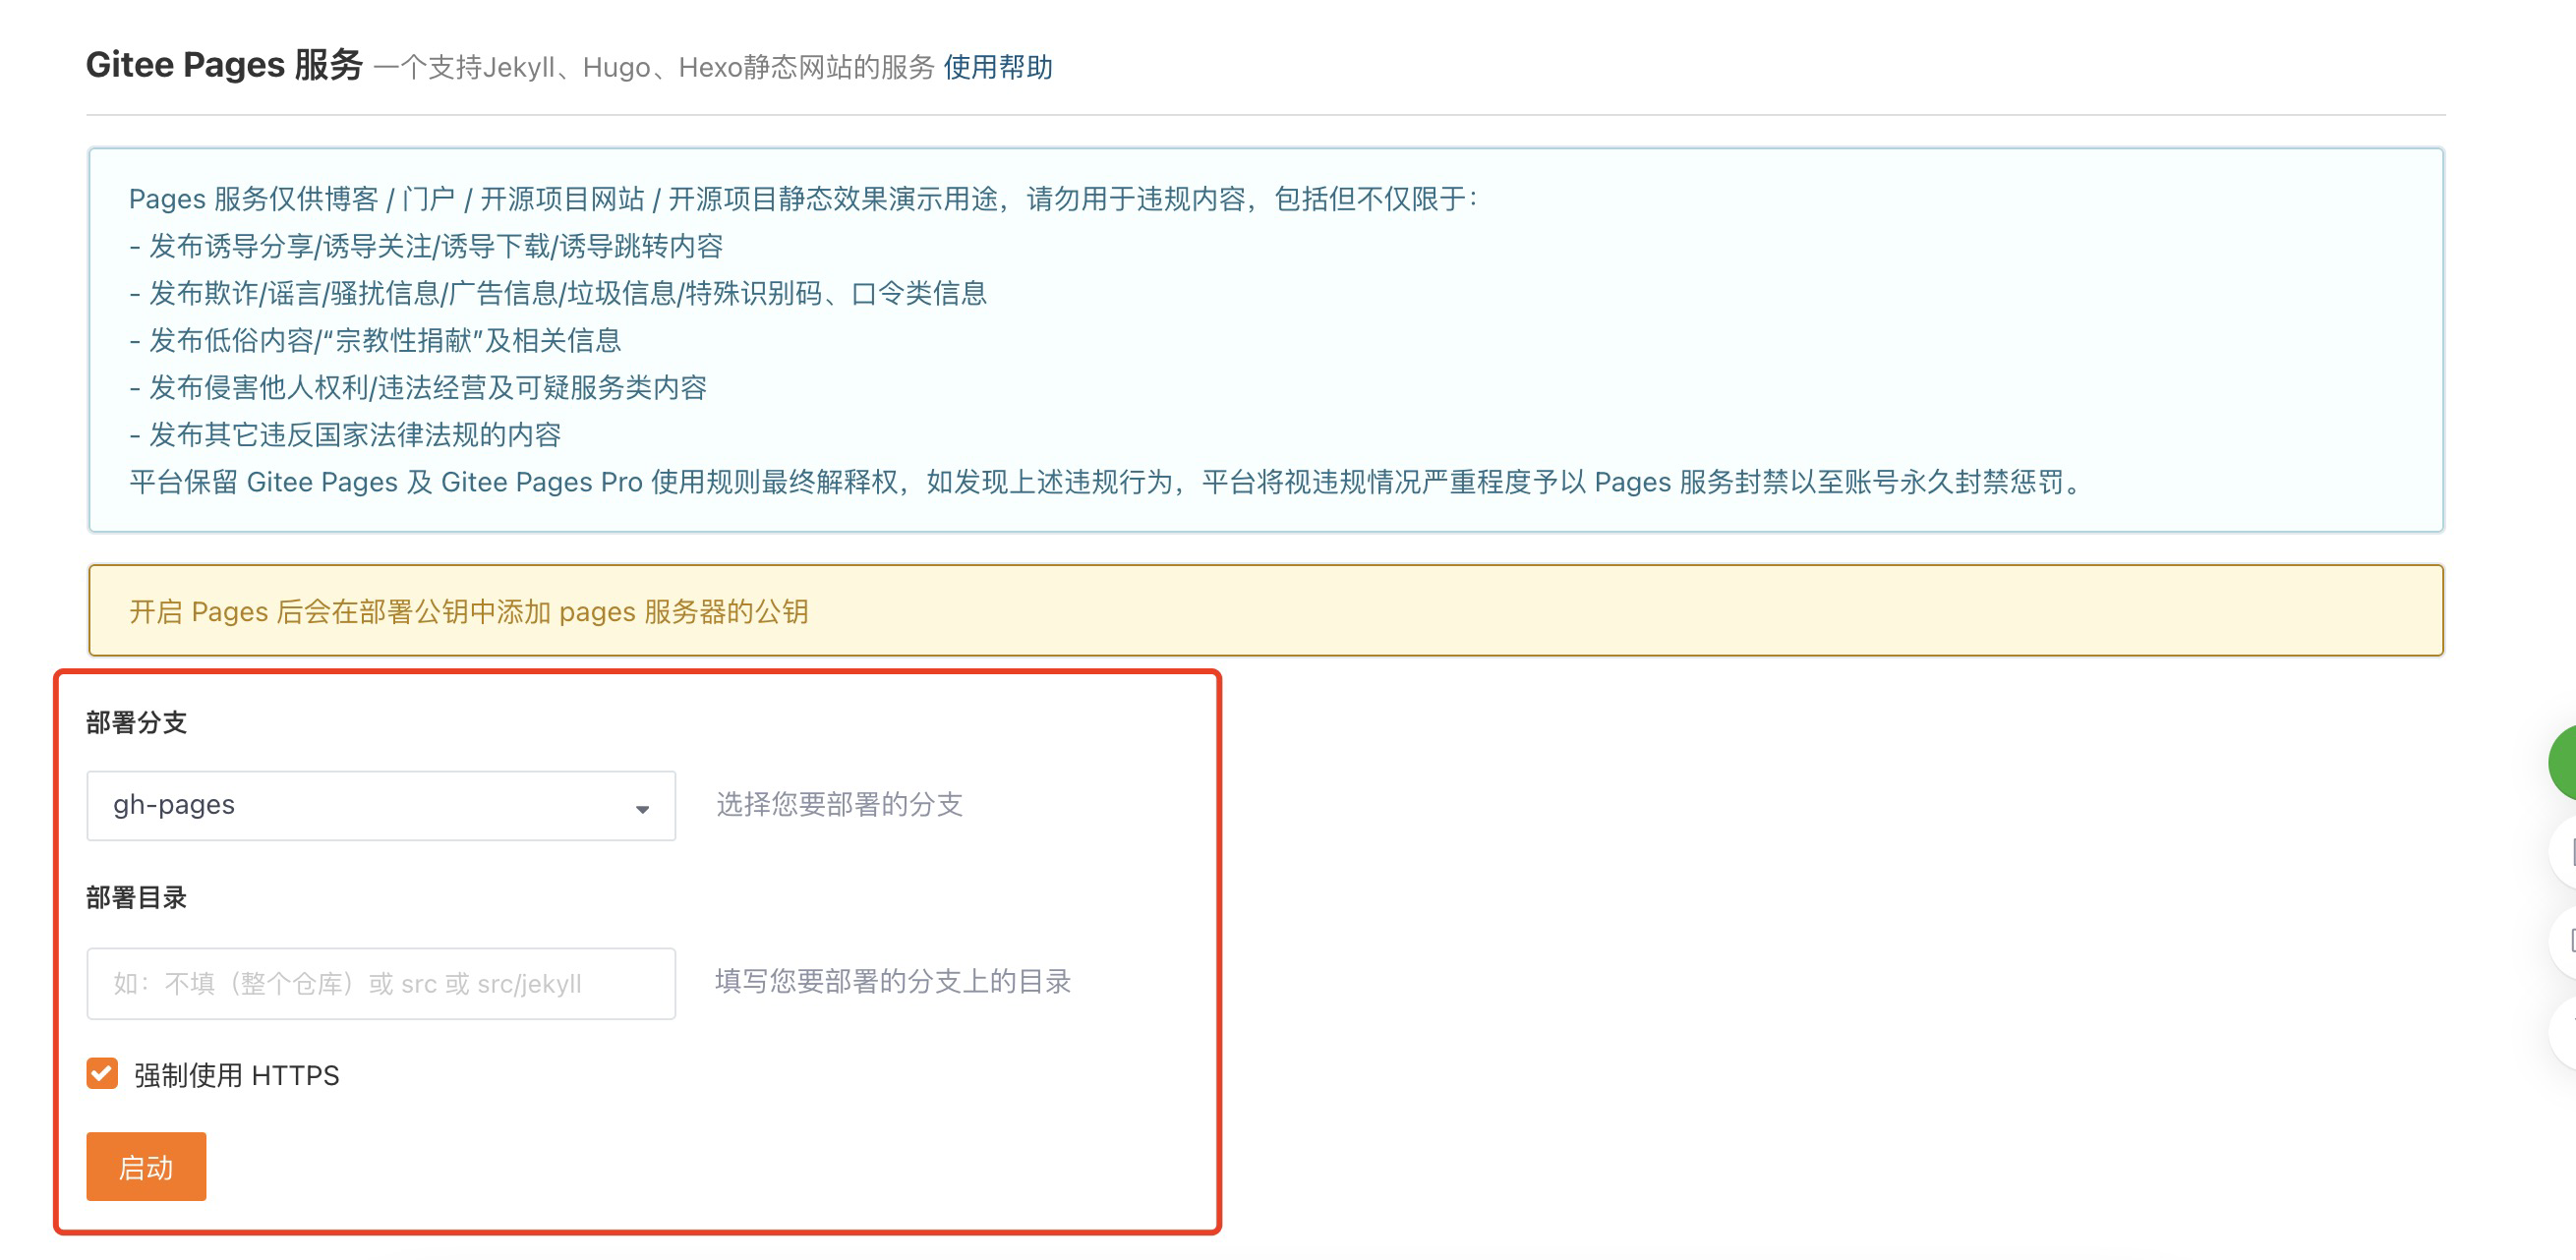 Gitee Pages 服务 一个支持Jekyll、Hugo、Hexo静态网站的服务 使用帮助
Pages 服务仅供博客 / 门户 / 开源项目网站 / 开源项目静态效果演示用途，请勿用于违规内容，包括但不仅限于：
- 发布诱导分享/诱导关注/诱导下载/诱导跳转内容
- 发布欺诈/谣言/骚扰信息/广告信息/垃圾信息/特殊识别码、口令类信息
- 发布低俗内容/“宗教性捐献”及相关信息
- 发布侵害他人权利/违法经营及可疑服务类内容
- 发布其它违反国家法律法规的内容
平台保留 Gitee Pages 及 Gitee Pages Pro 使用规则最终解释权，如发现上述违规行为，平台将视违规情况严重程度予以 Pages 服务封禁以至账号永久封禁惩罚。
开启 Pages 后会在部署公钥中添加 pages 服务器的公钥
部署分支
gh-pages 选择您要部署的分支
部署目录
如：不填（整个仓库）或 src 或 src/jekyll 填写您要部署的分支上的目录
强制使用 HTTPS
启动